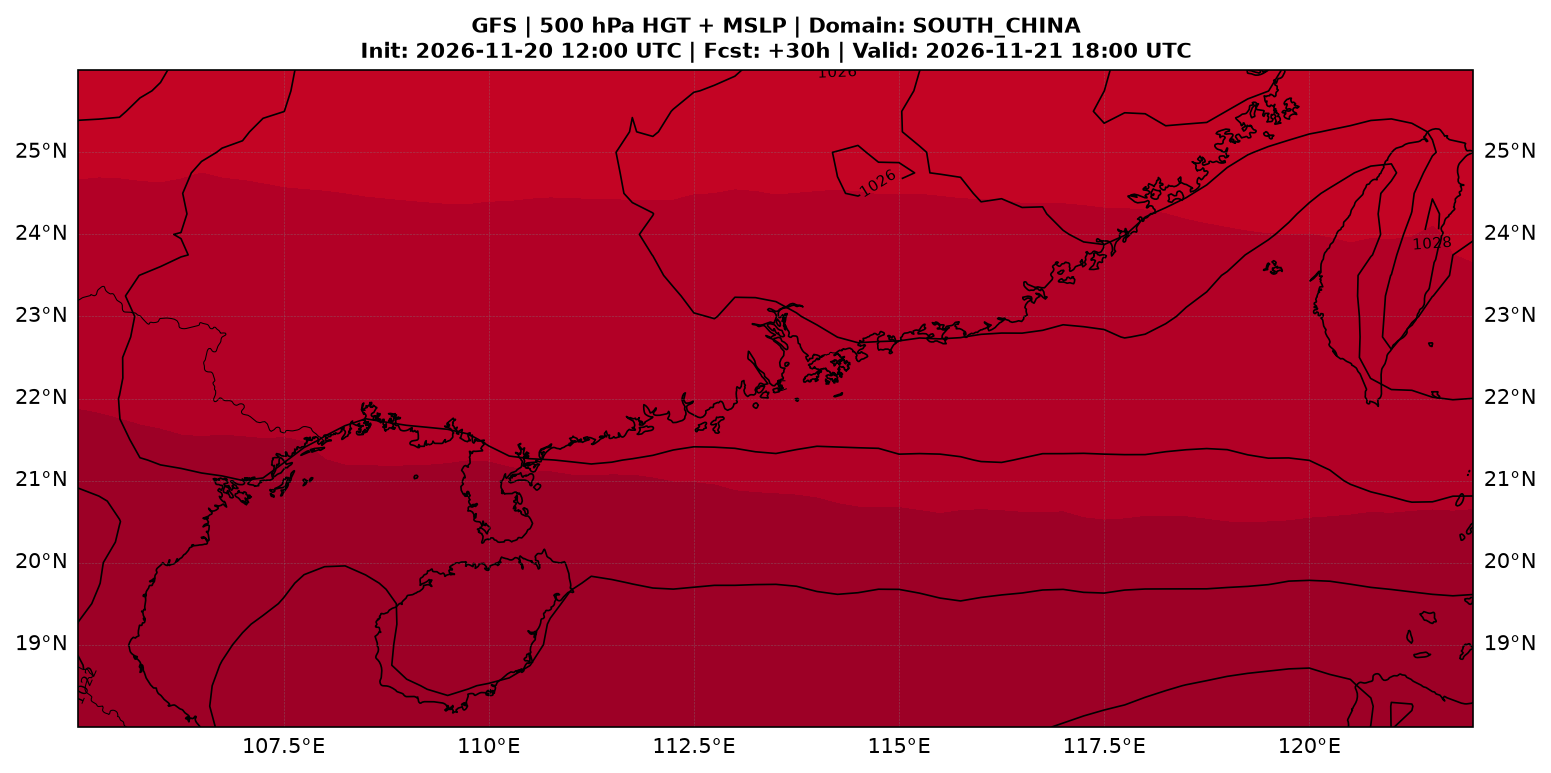 GFS | 500 hPa HGT + MSLP | Domain: SOUTH_CHINA
Init: 2026-11-20 12:00 UTC | Fcst: +30h | Valid: 2026-11-21 18:00 UTC
1026
25°N 25°N
1026
24°N 24°N
1028
23°N 23°N
22°N 22°N
21°N 21°N
20°N 20°N
19°N 19°N
107.5°E 110°E 112.5°E 115°E 117.5°E 120°E